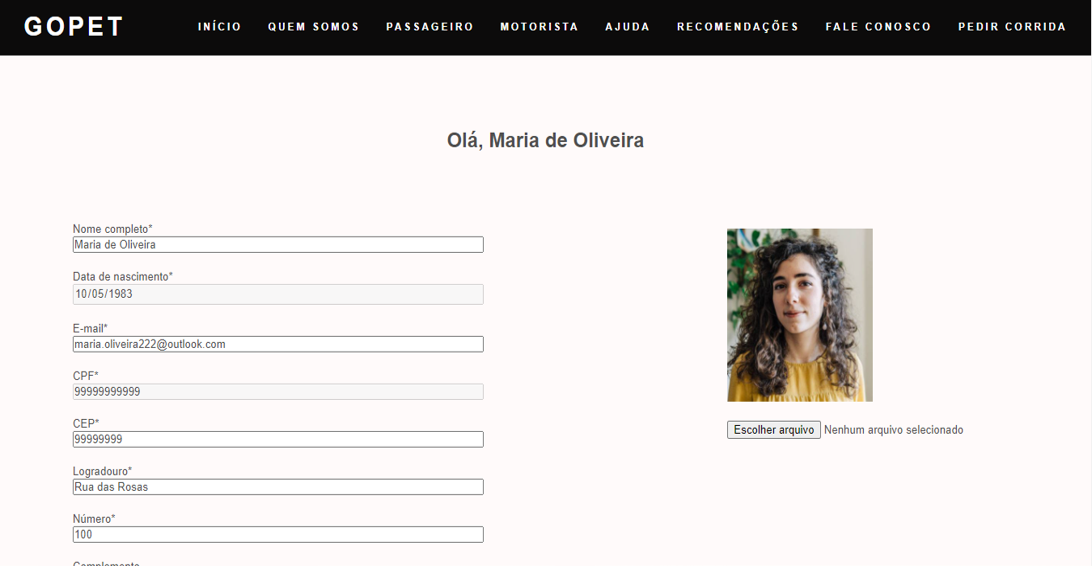 GOPET INÍCIO QUEM SOMOS PASSAGEIRO MOTORISTA AJUDA RECOMENDAÇÕES FALE CONOSCO PEDIR CORRIDA
Olá, Maria de Oliveira
Nome completo*
Maria de Oliveira
Data de nascimento*
10/05/1983
E-mail*
maria.oliveira222@outlook.com
CPF*
99999999999
CEP*
99999999
Escolher arquivo Nenhum arquivo selecionado
Logradouro*
Rua das Rosas
Número*
100
Complemento